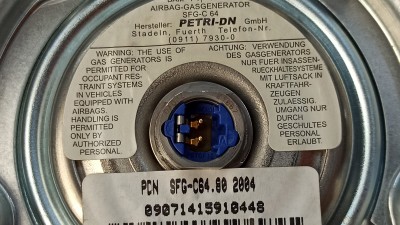 AIRBAG-GASGENERATOR
SFG-C 64
Hersteller: PETRI-DN GmbH
Stadeln, Fuerth Telefon-Nr.
(0911) 7930-0
WARNING: THE USE OF
GAS GENERATORS IS
PERMITTED FOR
OCCUPANT RES-
TRAINT SYSTEMS
IN VEHICLES
EQUIPPED WITH
AIRBAGS.
HANDLING IS
PERMITTED
ONLY BY
AUTHORIZED
PERSONAL.
ACHTUNG: VERWENDUNG
DES GASGENERATORS
NUR FUER INSASSEN-
RUECKHALTESYSTEME
MIT LUFTSACK IN
KRAFTFAHR-
ZEUGEN
ZULAESSIG.
UMGANG NUR
DURCH
GESCHULTES
PERSONAL
ERLAUBT.
PCN SFG-C64.80 2004
09071415910448